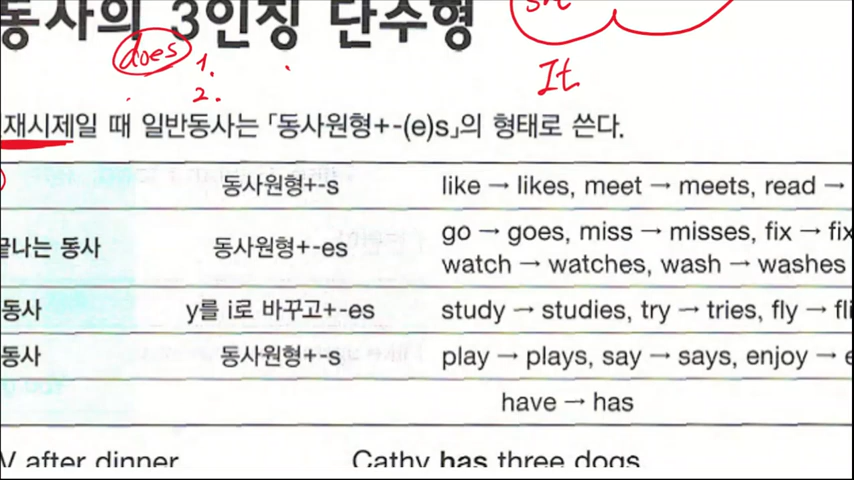 동사의 3인칭 단수형
does 1.
2.
It
재시제일 때 일반동사는 「동사원형+-(e)s」의 형태로 쓴다.
동사원형+-s like → likes, meet → meets, read →
끝나는 동사 동사원형+-es go → goes, miss → misses, fix → fix
watch → watches, wash → washes
동사 y를 i로 바꾸고+-es study → studies, try → tries, fly → fli
동사 동사원형+-s play → plays, say → says, enjoy → e
have → has
V after dinner Cathy has three dogs